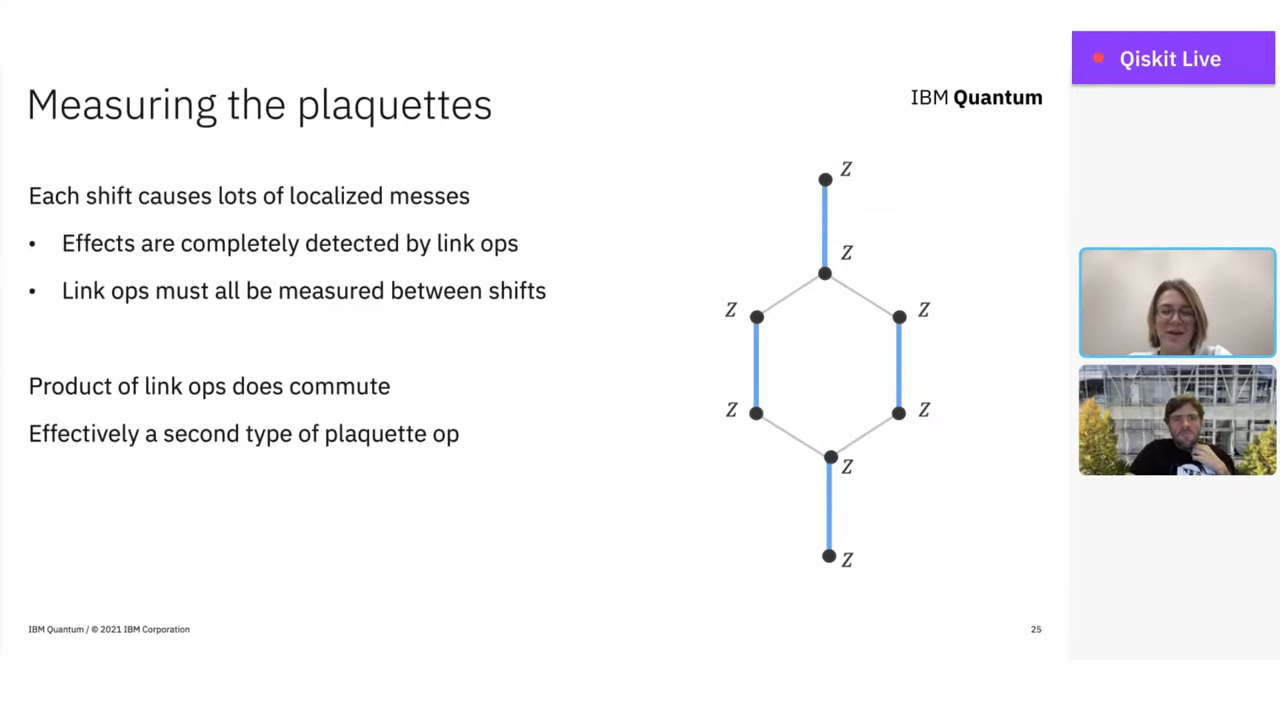 Qiskit Live
Measuring the plaquettes
IBM Quantum
Each shift causes lots of localized messes
• Effects are completely detected by link ops
• Link ops must all be measured between shifts
Product of link ops does commute
Effectively a second type of plaquette op
Z
Z
Z
Z
Z
Z
Z
Z
IBM Quantum / © 2021 IBM Corporation
25